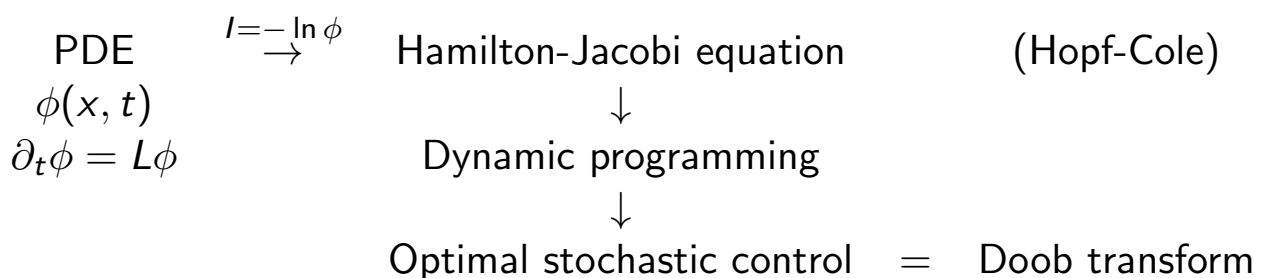 PDE I=− ln ϕ → Hamilton-Jacobi equation (Hopf-Cole)
ϕ(x, t) ↓
∂ₜϕ = Lϕ Dynamic programming
↓
Optimal stochastic control = Doob transform